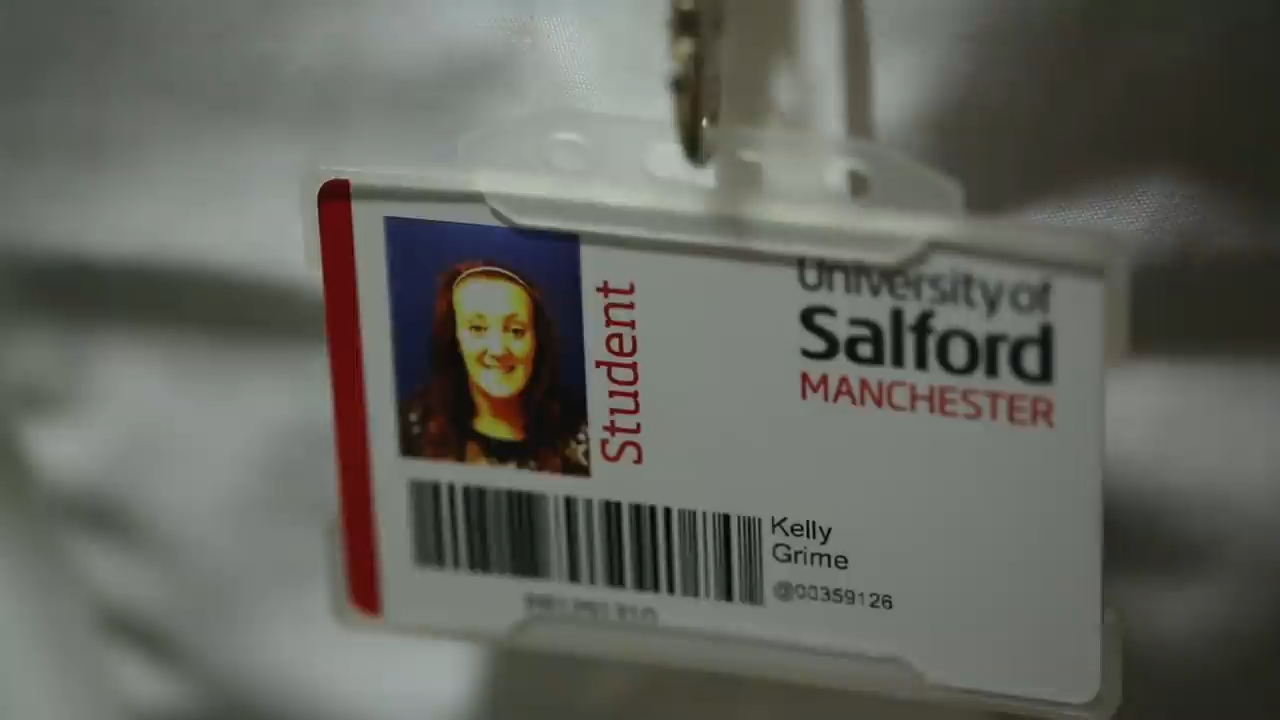 University of
Salford
MANCHESTER
Student
Kelly
Grime
@00359126